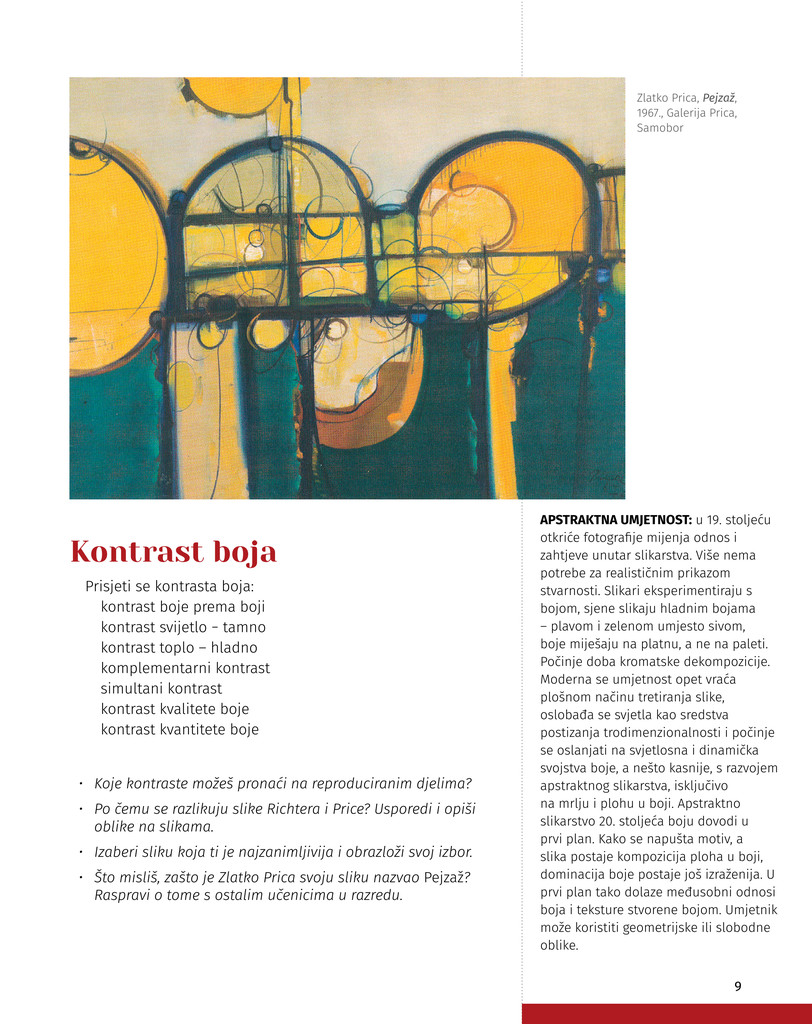 Zlatko Prica, Pejzaž,
1967., Galerija Prica,
Samobor
Kontrast boja
Prisjeti se kontrasta boja:
kontrast boje prema boji
kontrast svijetlo – tamno
kontrast toplo – hladno
komplementarni kontrast
simultani kontrast
kontrast kvalitete boje
kontrast kvantitete boje
• Koje kontraste možeš pronaći na reproduciranim djelima?
• Po čemu se razlikuju slike Richtera i Price? Usporedi i opiši
oblike na slikama.
• Izaberi sliku koja ti je najzanimljivija i obrazloži svoj izbor.
• Što misliš, zašto je Zlatko Prica svoju sliku nazvao Pejzaž?
Raspravi o tome s ostalim učenicima u razredu.
APSTRAKTNA UMJETNOST: u 19. stoljeću
otkriće fotografije mijenja odnos i
zahtjeve unutar slikarstva. Više nema
potrebe za realističnim prikazom
stvarnosti. Slikari eksperimentiraju s
bojom, sjene slikaju hladnim bojama
– plavom i zelenom umjesto sivom,
boje miješaju na platnu, a ne na paleti.
Počinje doba kromatske dekompozicije.
Moderna se umjetnost opet vraća
plošnom načinu tretiranja slike,
oslobađa se svjetla kao sredstva
postizanja trodimenzionalnosti i počinje
se oslanjati na svjetlosna i dinamička
svojstva boje, a nešto kasnije, s razvojem
apstraktnog slikarstva, isključivo
na mrlju i plohu u boji. Apstraktno
slikarstvo 20. stoljeća boju dovodi u
prvi plan. Kako se napušta motiv, a
slika postaje kompozicija ploha u boji,
dominacija boje postaje još izraženija. U
prvi plan tako dolaze međusobni odnosi
boja i teksture stvorene bojom. Umjetnik
može koristiti geometrijske ili slobodne
oblike.
9